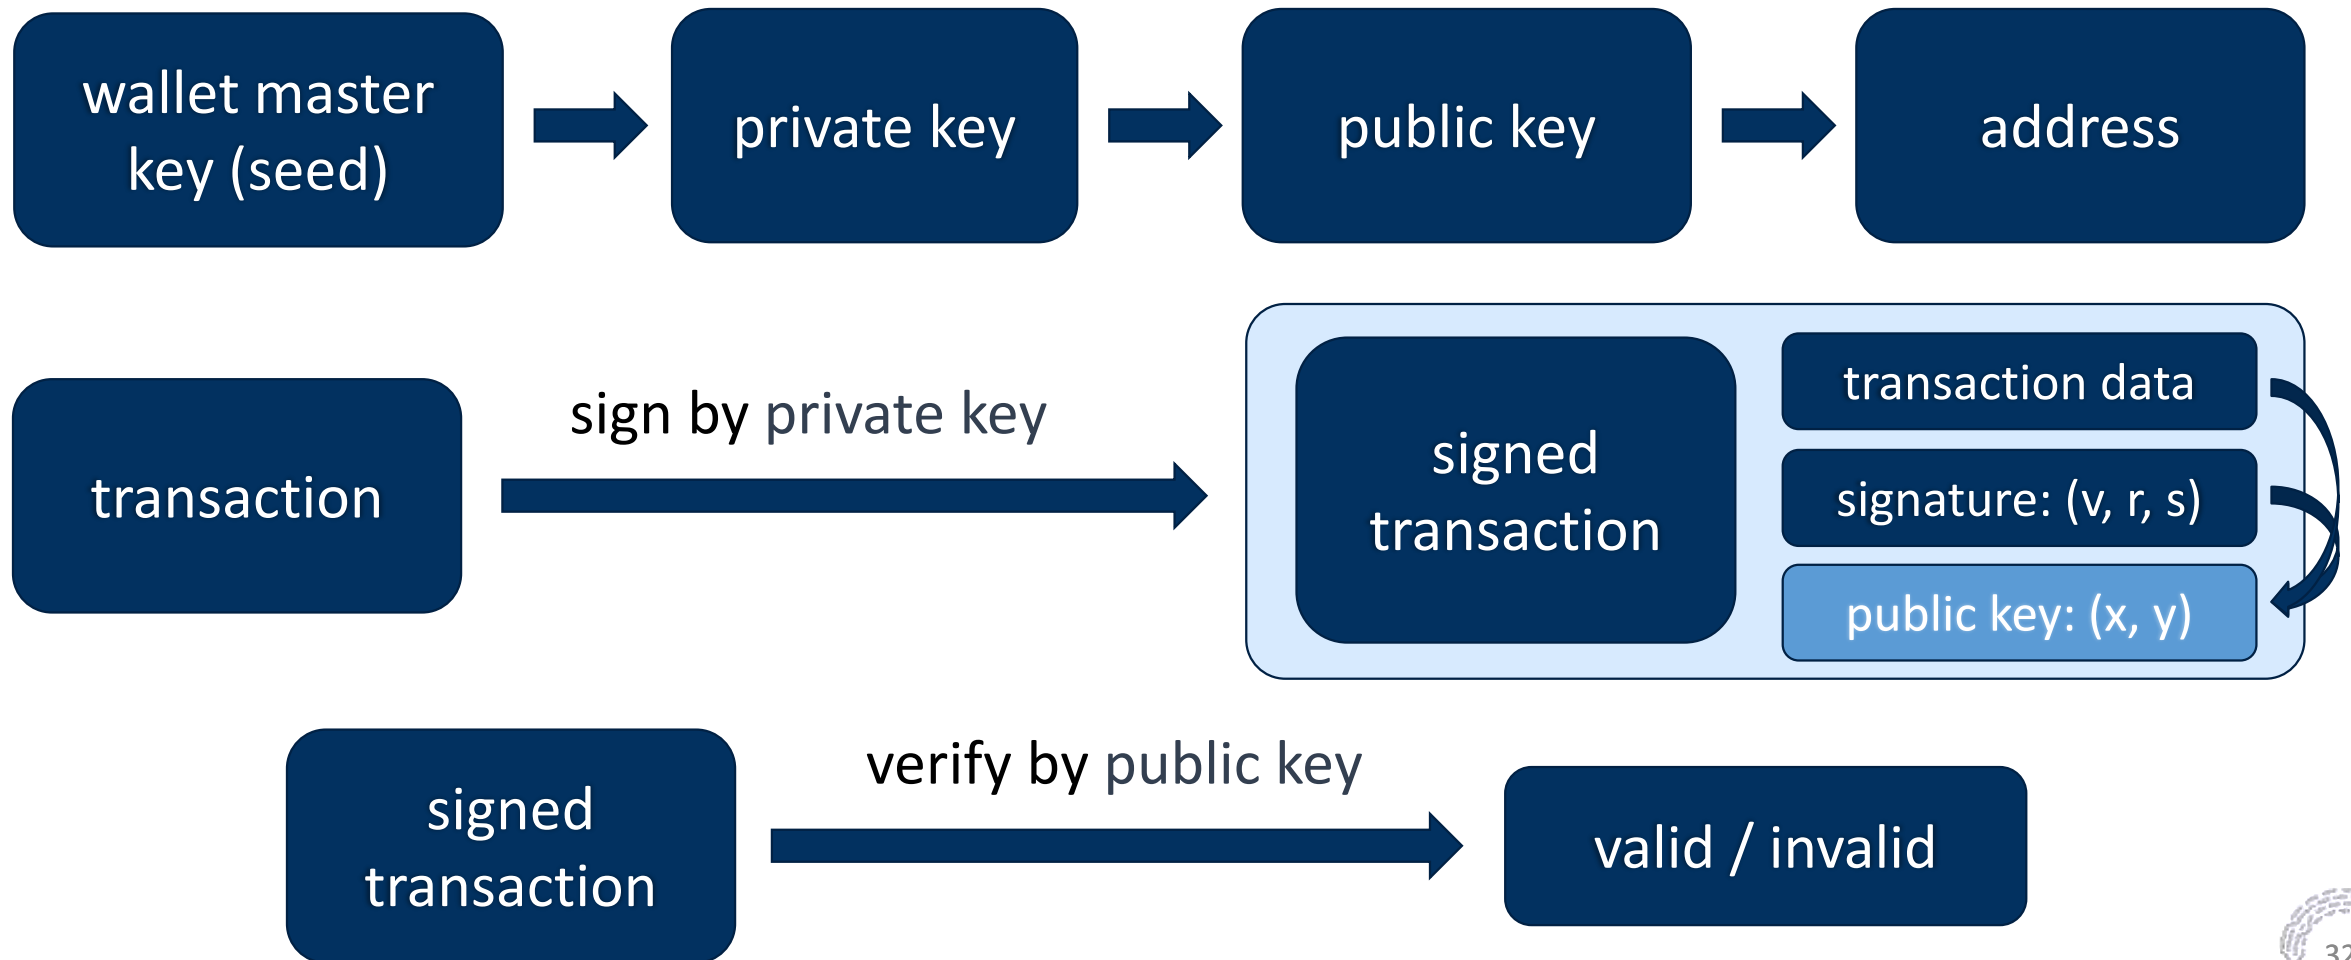 wallet master
key (seed)
private key
public key
address
transaction
sign by private key
signed
transaction
transaction data
signature: (v, r, s)
public key: (x, y)
signed
transaction
verify by public key
valid / invalid
32